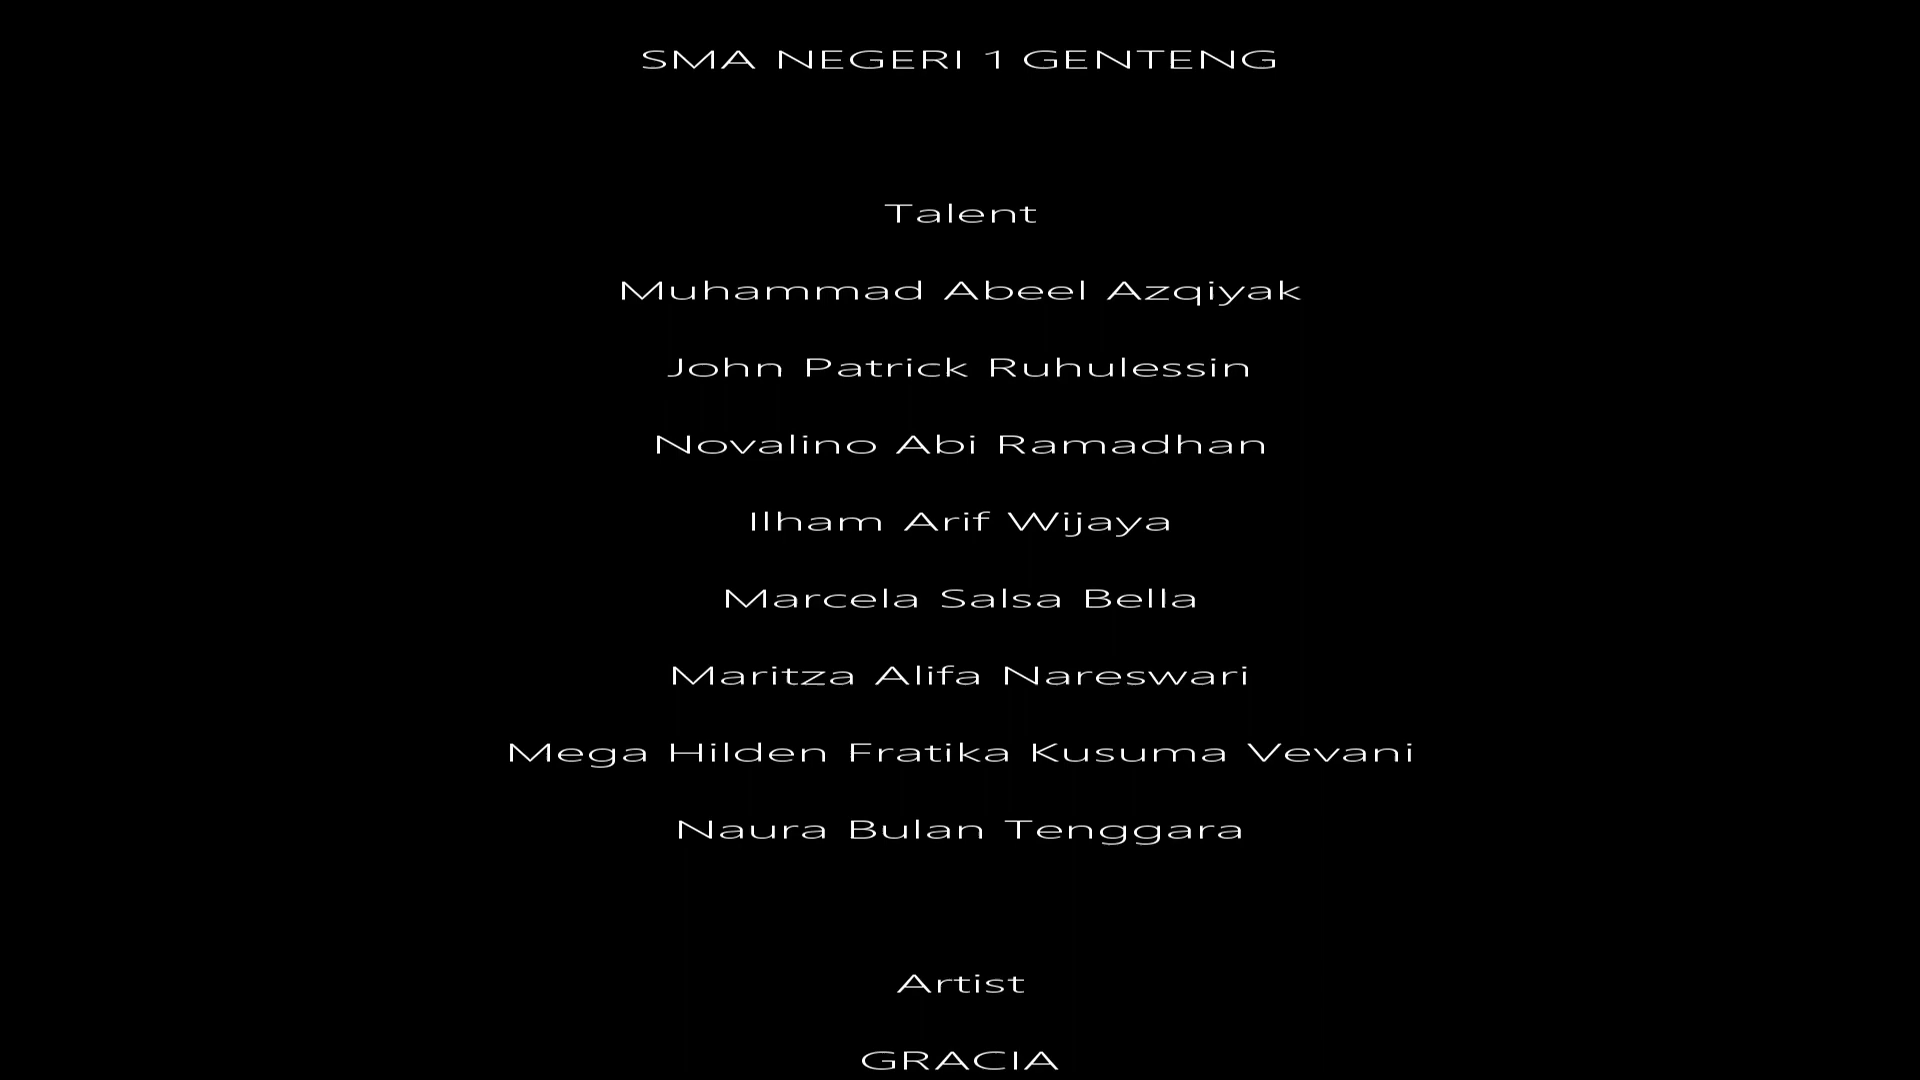 SMA NEGERI 1 GENTENG
Talent
Muhammad Abeel Azqiyak
John Patrick Ruhulessin
Novalino Abi Ramadhan
Ilham Arif Wijaya
Marcela Salsa Bella
Maritza Alifa Nareswari
Mega Hilden Fratika Kusuma Vevani
Naura Bulan Tenggara
Artist
GRACIA